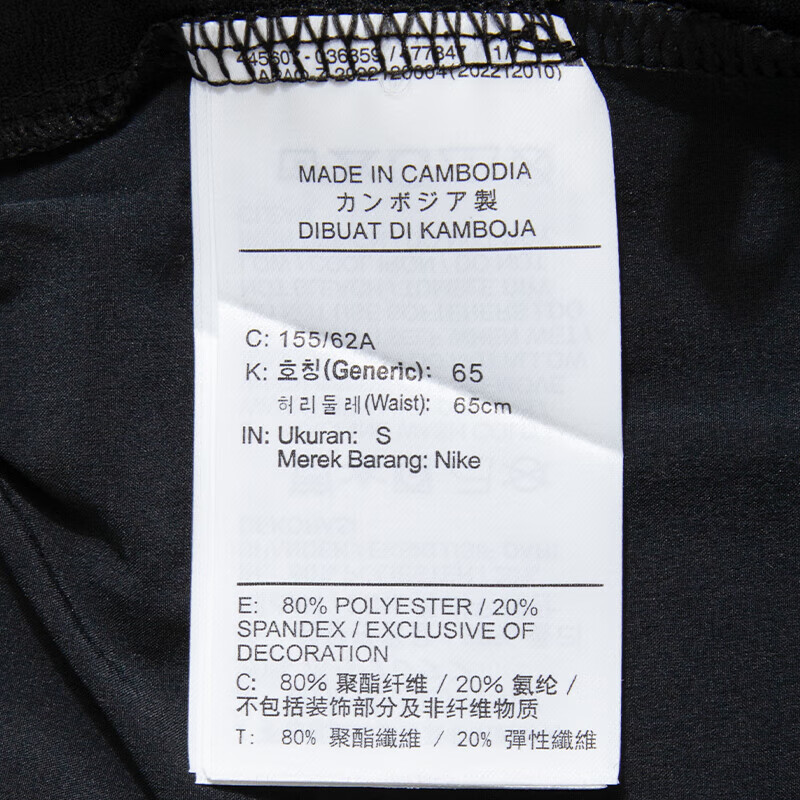 MADE IN CAMBODIA
カンボジア製
DIBUAT DI KAMBOJA
C: 155/62A
K: 호칭(Generic): 65
허리둘레(Waist): 65cm
IN: Ukuran: S
Merek Barang: Nike
E: 80% POLYESTER / 20%
SPANDEX / EXCLUSIVE OF
DECORATION
C: 80% 聚酯纤维 / 20% 氨纶 /
不包括装饰部分及非纤维物质
T: 80% 聚酯纖維 / 20% 彈性纖維